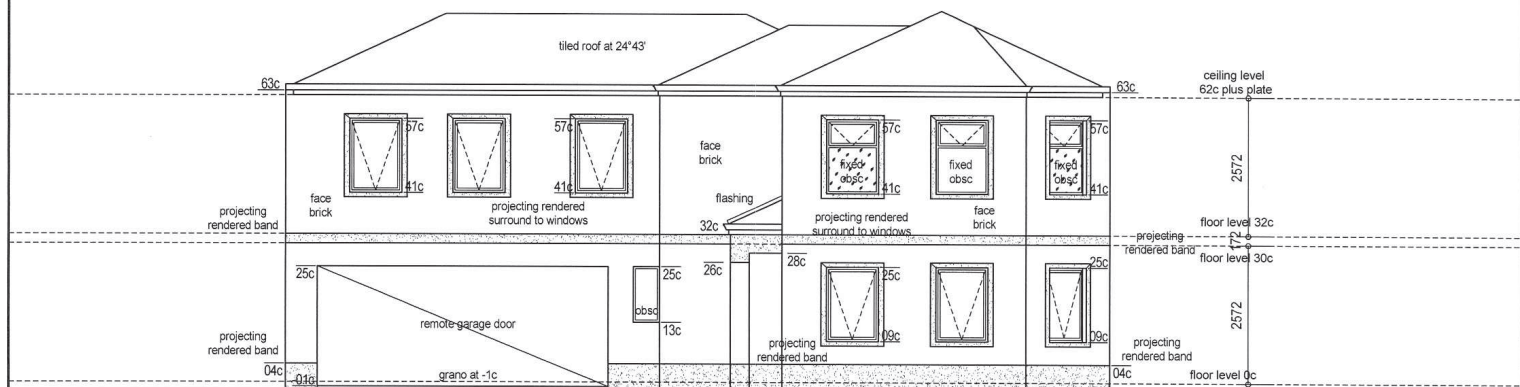 tiled roof at 24°43'
63c
63c
ceiling level
62c plus plate
57c
57c
57c
57c
57c
face
brick
fixed
obsc
fixed
obsc
fixed
obsc
2572
41c
41c
41c
41c
face
brick
flashing
projecting rendered
surround to windows
face
brick
projecting
rendered band
32c
projecting rendered
surround to windows
floor level 32c
projecting
rendered band
172
floor level 30c
25c
25c
26c
28c
25c
25c
obsc
13c
remote garage door
2572
09c
09c
projecting
rendered band
projecting
rendered band
projecting
rendered band
04c
01c
grano at -1c
04c
floor level 0c